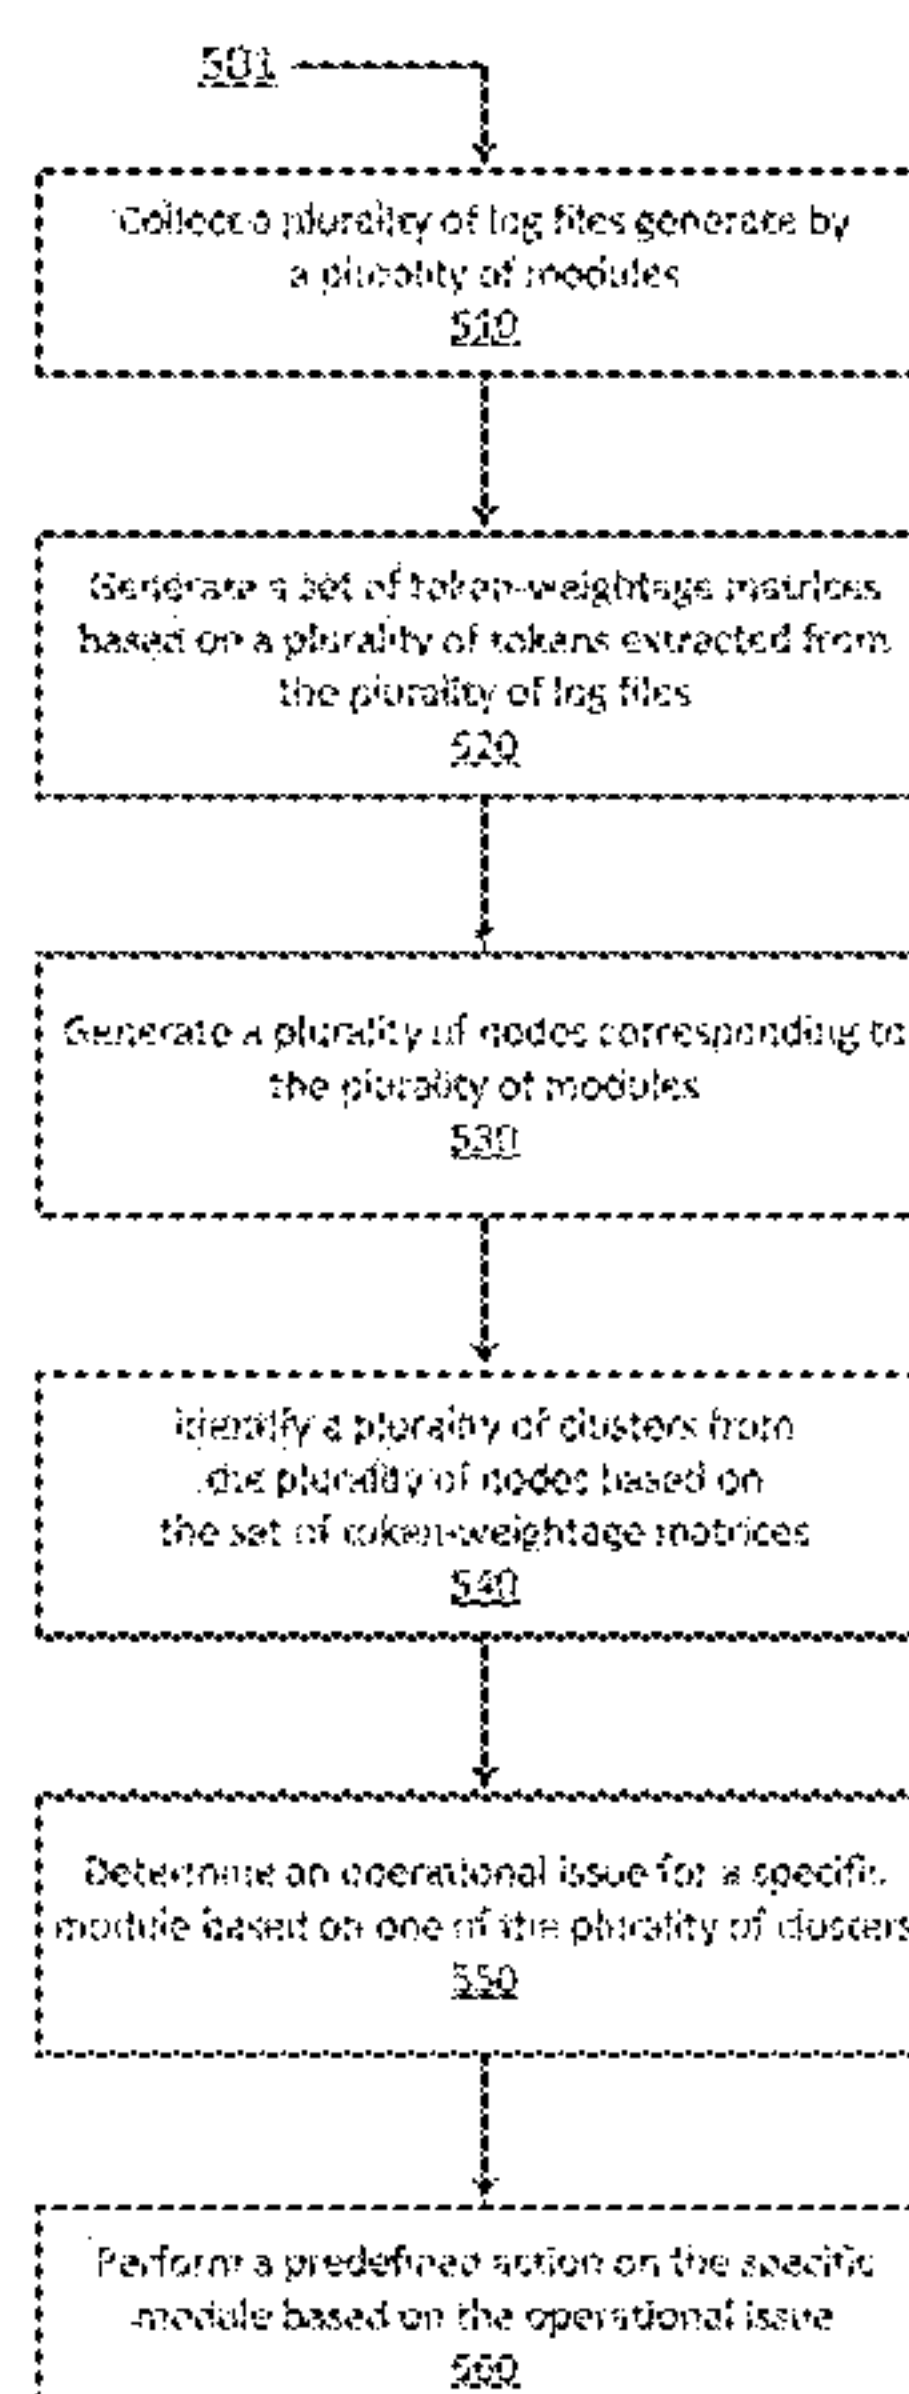 501
Collect a plurality of log files generate by
a plurality of modules
510
Generate a set of token-weightage matrices
based on a plurality of tokens extracted from
the plurality of log files
520
Generate a plurality of nodes corresponding to
the plurality of modules
530
Identify a plurality of clusters from
the plurality of nodes based on
the set of token-weightage matrices
540
Determine an operational issue for a specific
module based on one of the plurality of clusters
550
Perform a predefined action on the specific
module based on the operational issue
560